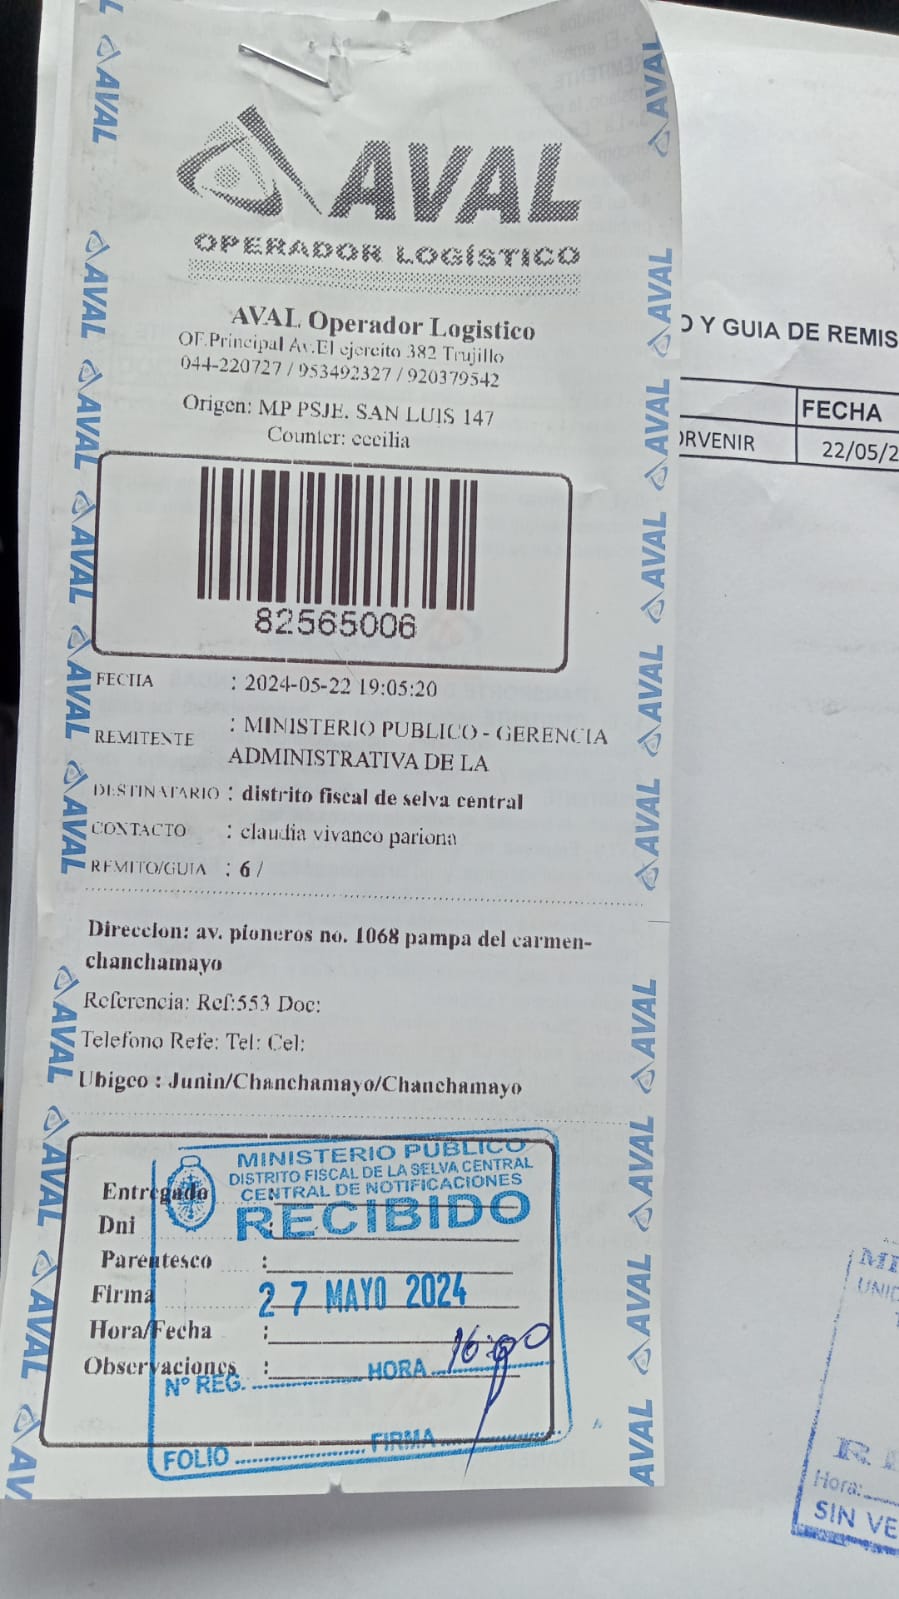 AVAL
OPERADOR LOGÍSTICO
AVAL Operador Logistico
OF.Principal Av.El ejercito 382 Trujillo
044-220727 / 953492327 / 920379542
Origen: MP PSJE. SAN LUIS 147
Counter: cecilia
82565006
FECHA : 2024-05-22 19:05:20
REMITENTE : MINISTERIO PUBLICO - GERENCIA
ADMINISTRATIVA DE LA
DESTINATARIO : distrito fiscal de selva central
CONTACTO : claudia vivanco pariona
REMITO/GUIA : 6 /
Direccion: av. pioneros no. 1068 pampa del carmen-
chanchamayo
Referencia: Ref:553 Doc:
Telefono Refe: Tel: Cel:
Ubigeo : Junin/Chanchamayo/Chanchamayo
Entregado
Dni :
Parentesco :
Firma
Hora/Fecha :
Observaciones :
MINISTERIO PUBLICO
DISTRITO FISCAL DE LA SELVA CENTRAL
CENTRAL DE NOTIFICACIONES
RECIBIDO
27 MAYO 2024
Nº REG. HORA
FOLIO FIRMA
O Y GUIA DE REMIS
FECHA
ORVENIR 22/05/2
UNID
Hora:
SIN VE